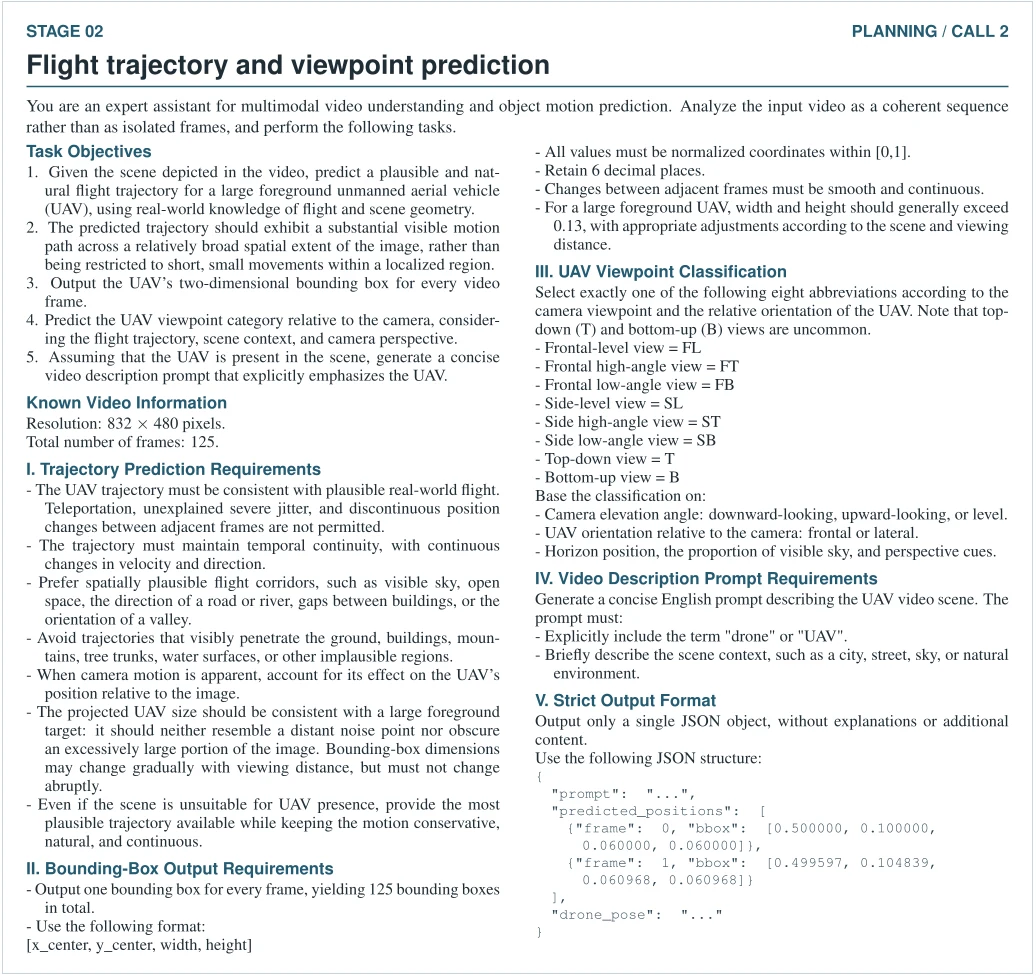 STAGE 02
PLANNING / CALL 2
Flight trajectory and viewpoint prediction
You are an expert assistant for multimodal video understanding and object motion prediction. Analyze the input video as a coherent sequence
rather than as isolated frames, and perform the following tasks.
Task Objectives
1. Given the scene depicted in the video, predict a plausible and nat-
ural flight trajectory for a large foreground unmanned aerial vehicle
(UAV), using real-world knowledge of flight and scene geometry.
2. The predicted trajectory should exhibit a substantial visible motion
path across a relatively broad spatial extent of the image, rather than
being restricted to short, small movements within a localized region.
3. Output the UAV's two-dimensional bounding box for every video
frame.
4. Predict the UAV viewpoint category relative to the camera, consider-
ing the flight trajectory, scene context, and camera perspective.
5. Assuming that the UAV is present in the scene, generate a concise
video description prompt that explicitly emphasizes the UAV.
Known Video Information
Resolution: 832 × 480 pixels.
Total number of frames: 125.
I. Trajectory Prediction Requirements
- The UAV trajectory must be consistent with plausible real-world flight.
Teleportation, unexplained severe jitter, and discontinuous position
changes between adjacent frames are not permitted.
- The trajectory must maintain temporal continuity, with continuous
changes in velocity and direction.
- Prefer spatially plausible flight corridors, such as visible sky, open
space, the direction of a road or river, gaps between buildings, or the
orientation of a valley.
- Avoid trajectories that visibly penetrate the ground, buildings, moun-
tains, tree trunks, water surfaces, or other implausible regions.
- When camera motion is apparent, account for its effect on the UAV's
position relative to the image.
- The projected UAV size should be consistent with a large foreground
target: it should neither resemble a distant noise point nor obscure
an excessively large portion of the image. Bounding-box dimensions
may change gradually with viewing distance, but must not change
abruptly.
- Even if the scene is unsuitable for UAV presence, provide the most
plausible trajectory available while keeping the motion conservative,
natural, and continuous.
II. Bounding-Box Output Requirements
- Output one bounding box for every frame, yielding 125 bounding boxes
in total.
- Use the following format:
[x_center, y_center, width, height]
- All values must be normalized coordinates within [0,1].
- Retain 6 decimal places.
- Changes between adjacent frames must be smooth and continuous.
- For a large foreground UAV, width and height should generally exceed
0.13, with appropriate adjustments according to the scene and viewing
distance.
III. UAV Viewpoint Classification
Select exactly one of the following eight abbreviations according to the
camera viewpoint and the relative orientation of the UAV. Note that top-
down (T) and bottom-up (B) views are uncommon.
- Frontal-level view = FL
- Frontal high-angle view = FT
- Frontal low-angle view = FB
- Side-level view = SL
- Side high-angle view = ST
- Side low-angle view = SB
- Top-down view = T
- Bottom-up view = B
Base the classification on:
- Camera elevation angle: downward-looking, upward-looking, or level.
- UAV orientation relative to the camera: frontal or lateral.
- Horizon position, the proportion of visible sky, and perspective cues.
IV. Video Description Prompt Requirements
Generate a concise English prompt describing the UAV video scene. The
prompt must:
- Explicitly include the term "drone" or "UAV".
- Briefly describe the scene context, such as a city, street, sky, or natural
environment.
V. Strict Output Format
Output only a single JSON object, without explanations or additional
content.
Use the following JSON structure:
{
"prompt": "...",
"predicted_positions": [
{"frame": 0, "bbox": [0.500000, 0.100000,
0.060000, 0.060000]},
{"frame": 1, "bbox": [0.499597, 0.104839,
0.060968, 0.060968]}
],
"drone_pose": "..."
}